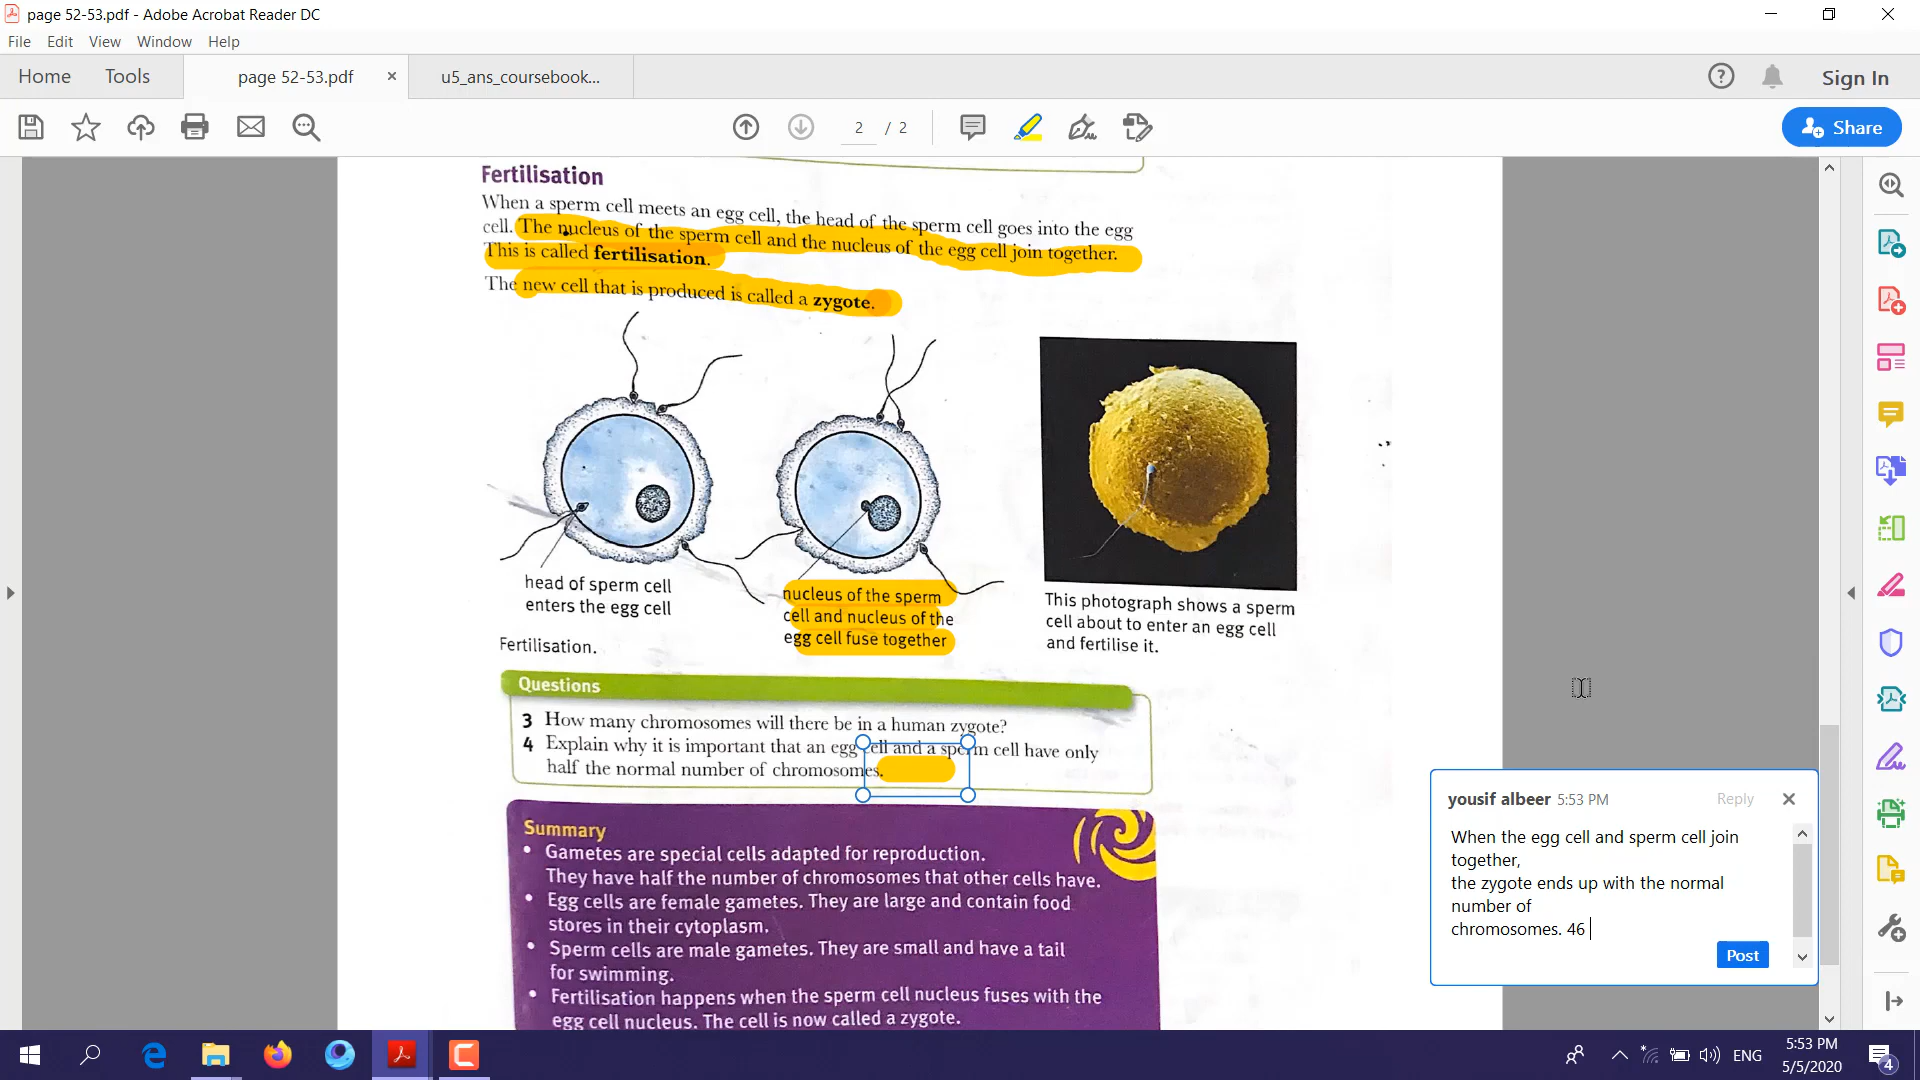 page 52-53.pdf - Adobe Acrobat Reader DC
File Edit View Window Help
Home Tools page 52-53.pdf × u5_ans_coursebook... ? Sign In
2 / 2 Share
Fertilisation
When a sperm cell meets an egg cell, the head of the sperm cell goes into the egg
cell. The nucleus of the sperm cell and the nucleus of the egg cell join together.
This is called fertilisation.
The new cell that is produced is called a zygote.
head of sperm cell
enters the egg cell
nucleus of the sperm
cell and nucleus of the
egg cell fuse together
This photograph shows a sperm
cell about to enter an egg cell
and fertilise it.
Fertilisation.
Questions
3 How many chromosomes will there be in a human zygote?
4 Explain why it is important that an egg cell and a sperm cell have only
half the normal number of chromosomes.
Summary
• Gametes are special cells adapted for reproduction.
They have half the number of chromosomes that other cells have.
• Egg cells are female gametes. They are large and contain food
stores in their cytoplasm.
• Sperm cells are male gametes. They are small and have a tail
for swimming.
• Fertilisation happens when the sperm cell nucleus fuses with the
egg cell nucleus. The cell is now called a zygote.
yousif albeer 5:53 PM Reply
When the egg cell and sperm cell join
together,
the zygote ends up with the normal
number of
chromosomes. 46
Post
ENG
5:53 PM
5/5/2020
4